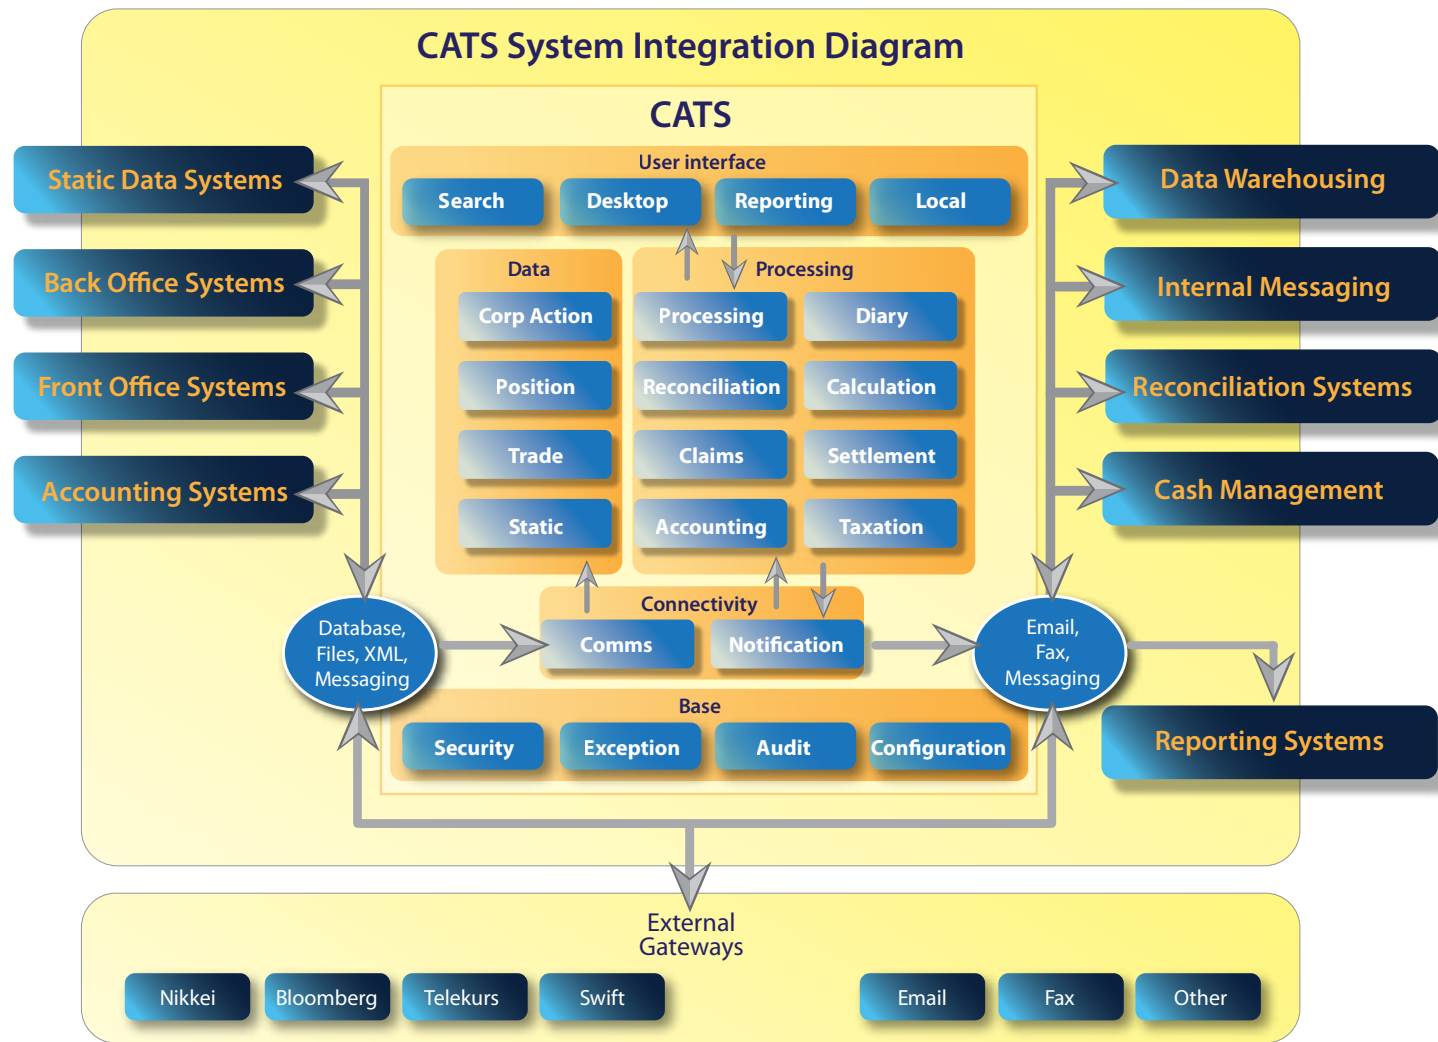 CATS System Integration Diagram
CATS
User interface
Search
Desktop
Reporting
Local
Static Data Systems
Back Office Systems
Front Office Systems
Accounting Systems
Data
Corp Action
Position
Trade
Static
Processing
Processing
Diary
Reconciliation
Calculation
Claims
Settlement
Accounting
Taxation
Data Warehousing
Internal Messaging
Reconciliation Systems
Cash Management
Database,
Files, XML,
Messaging
Connectivity
Comms
Notification
Email,
Fax,
Messaging
Base
Security
Exception
Audit
Configuration
Reporting Systems
External
Gateways
Nikkei
Bloomberg
Telekurs
Swift
Email
Fax
Other